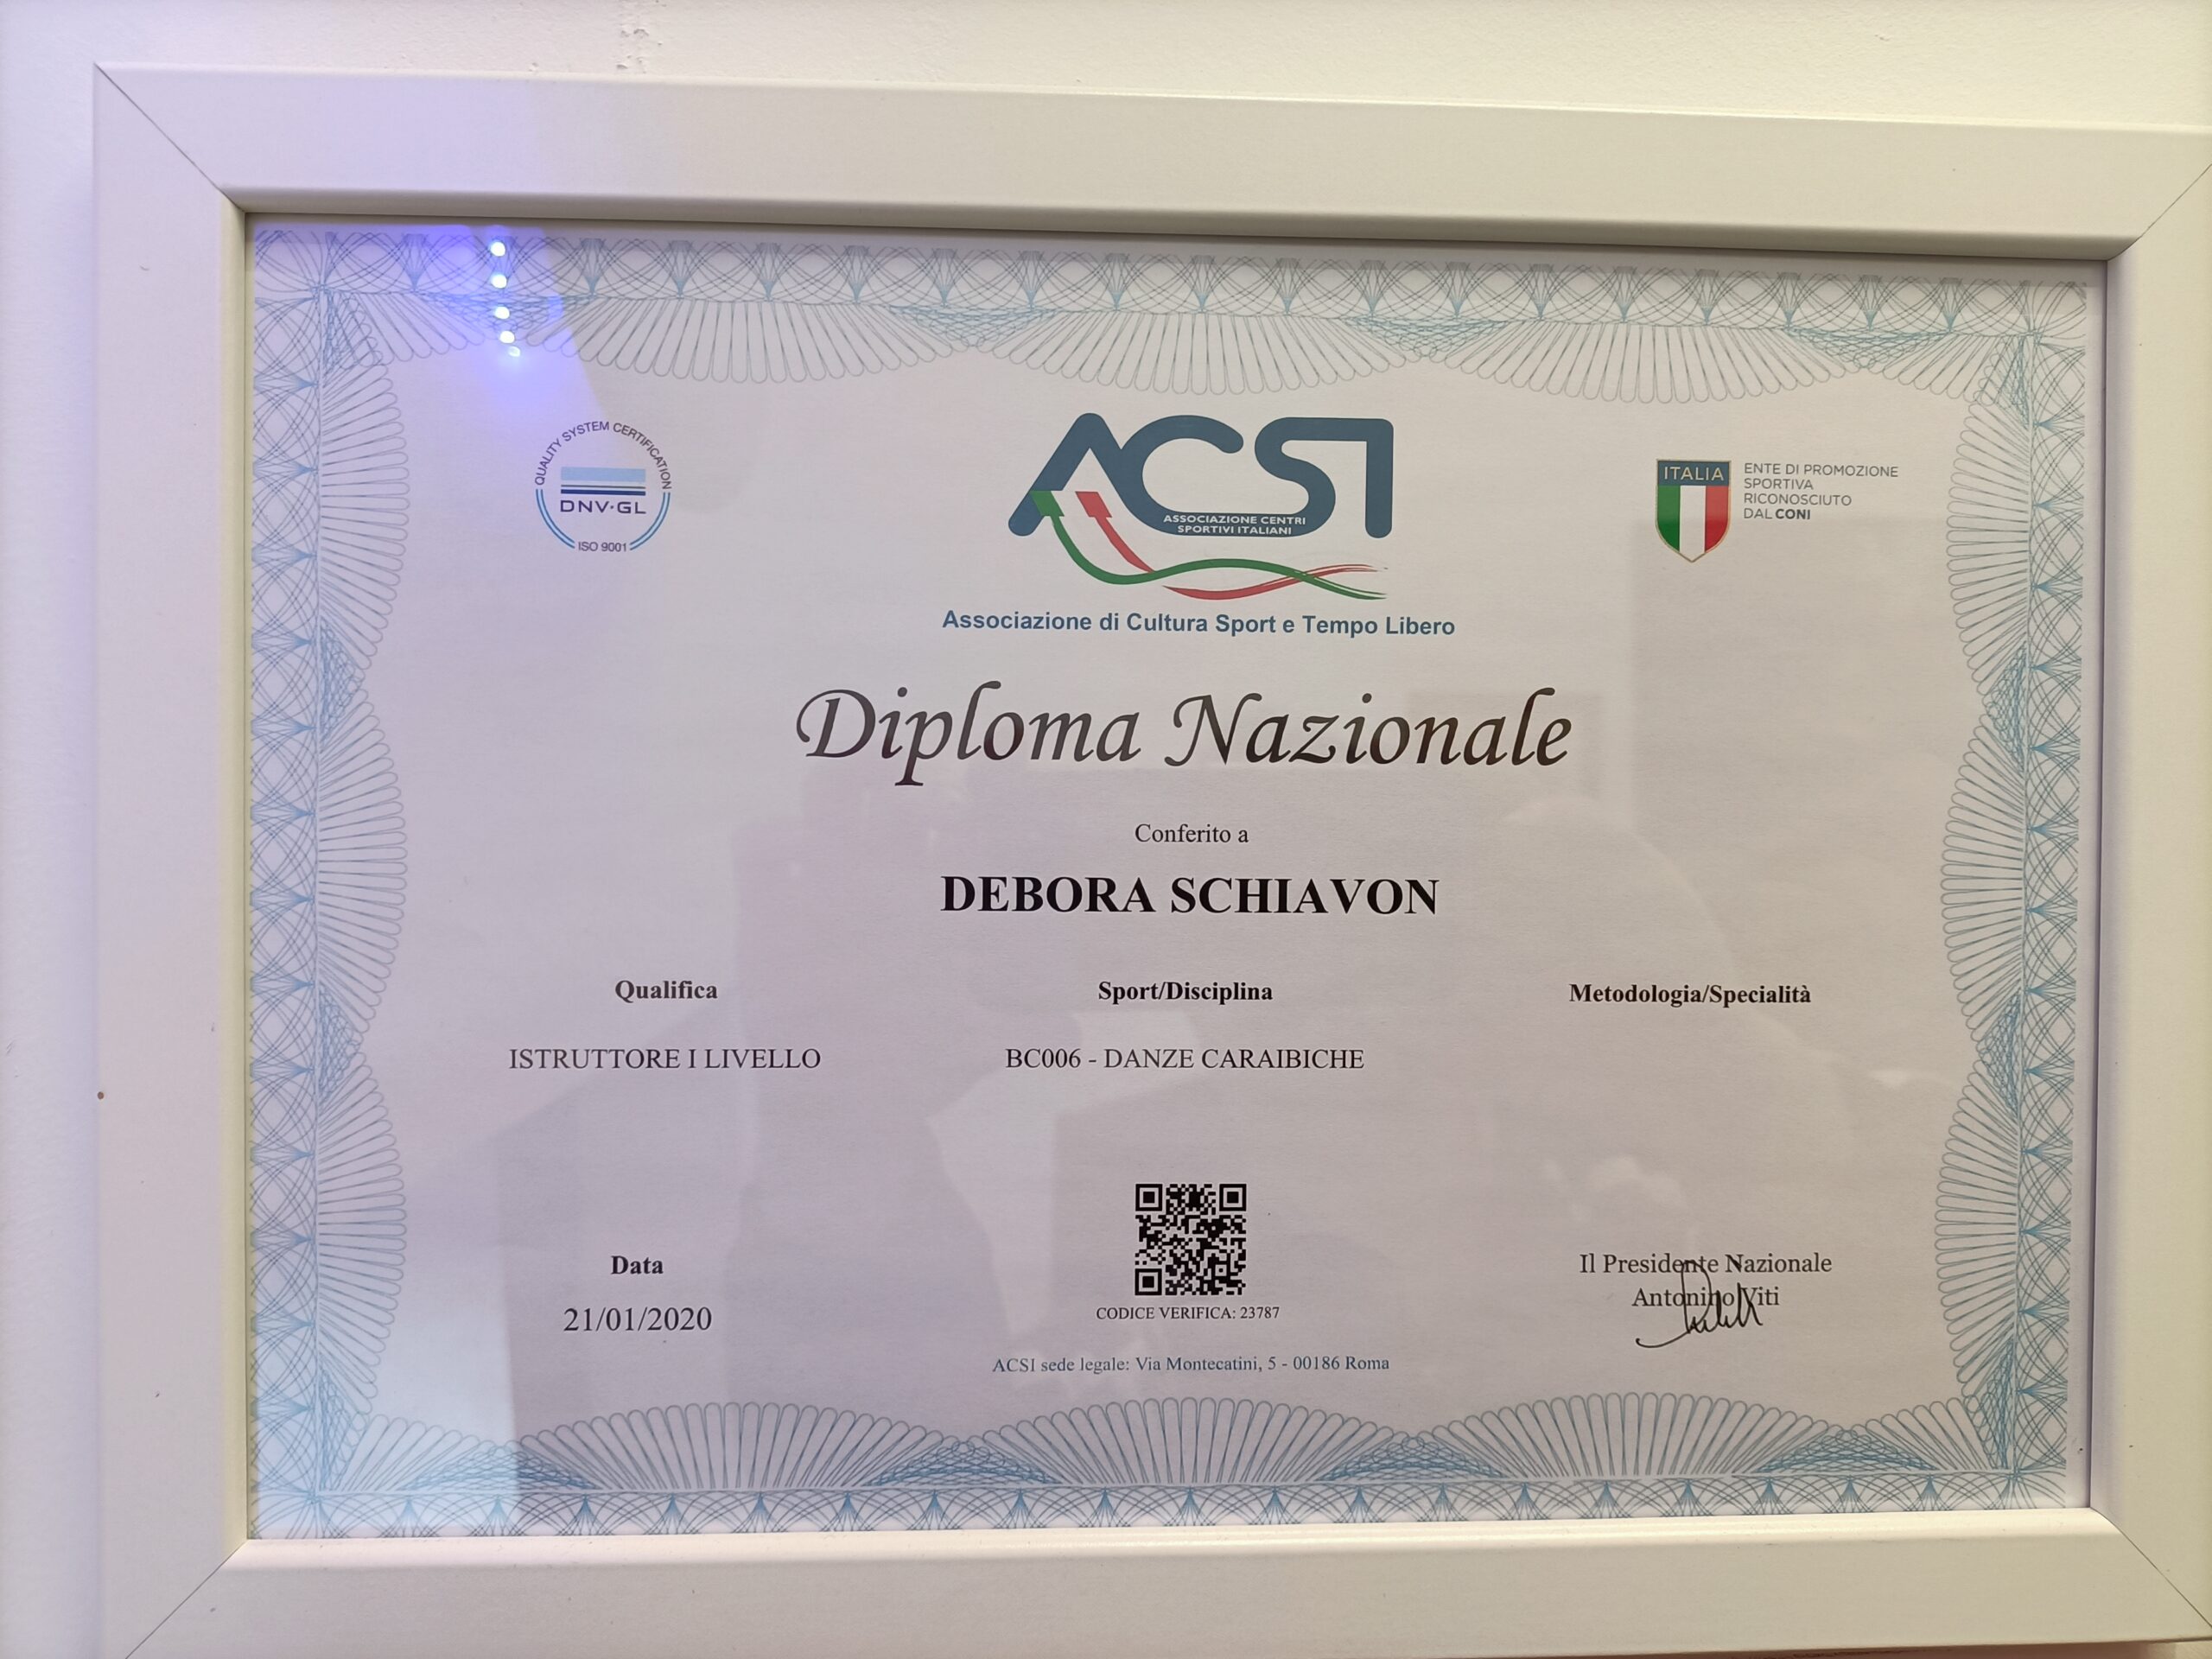 QUALITY SYSTEM CERTIFICATION
DNV·GL
ISO 9001
ACSI
ASSOCIAZIONE CENTRI
SPORTIVI ITALIANI
Associazione di Cultura Sport e Tempo Libero
ITALIA
ENTE DI PROMOZIONE
SPORTIVA
RICONOSCIUTO
DAL CONI
Diploma Nazionale
Conferito a
DEBORA SCHIAVON
Qualifica
Sport/Disciplina
Metodologia/Specialità
ISTRUTTORE I LIVELLO
BC006 - DANZE CARAIBICHE
Data
21/01/2020
CODICE VERIFICA: 23787
Il Presidente Nazionale
Antonino Viti
ACSI sede legale: Via Montecatini, 5 - 00186 Roma